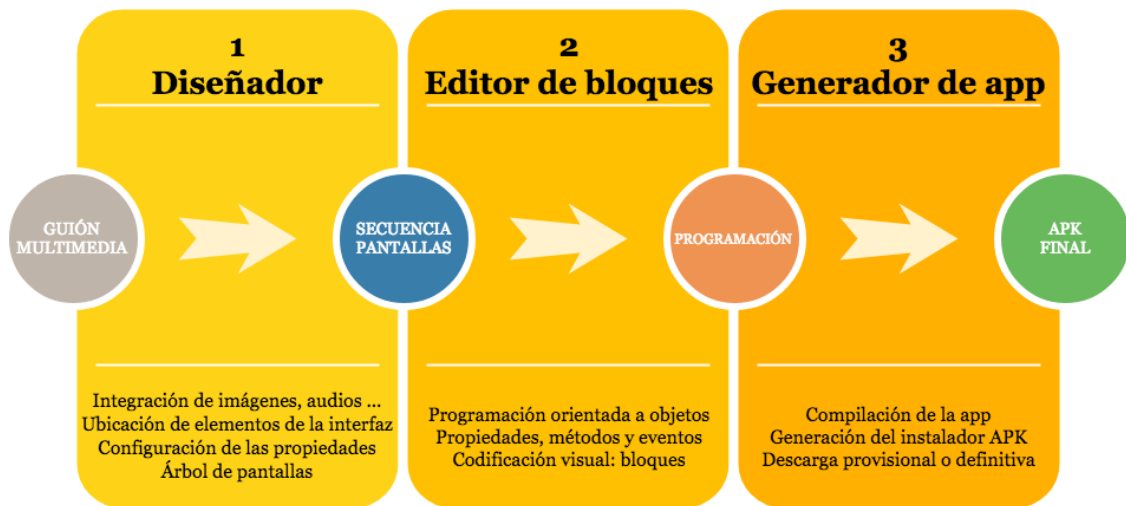 1
Diseñador
2
Editor de bloques
3
Generador de app
GUIÓN
MULTIMEDIA
SECUENCIA
PANTALLAS
PROGRAMACIÓN
APK
FINAL
Integración de imágenes, audios ...
Ubicación de elementos de la interfaz
Configuración de las propiedades
Árbol de pantallas
Programación orientada a objetos
Propiedades, métodos y eventos
Codificación visual: bloques
Compilación de la app
Generación del instalador APK
Descarga provisional o definitiva